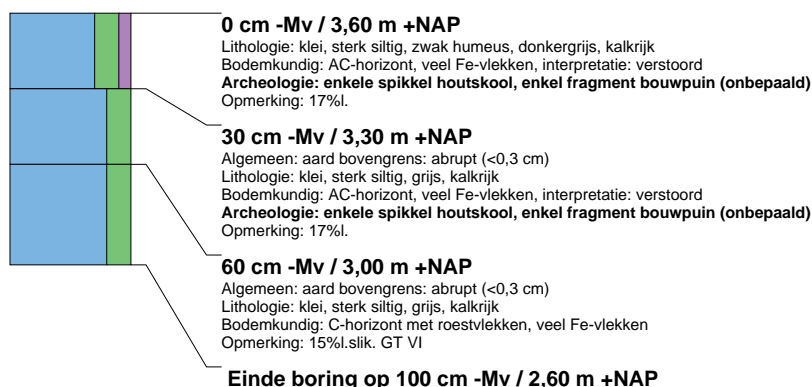 0 cm -Mv / 3,60 m +NAP
Lithologie: klei, sterk siltig, zwak humeus, donkergrijs, kalkrijk
Bodemkundig: AC-horizont, veel Fe-vlekken, interpretatie: verstoord
Archeologie: enkele spikkel houtskool, enkel fragment bouwpuin (onbepaald)
Opmerking: 17%l.
30 cm -Mv / 3,30 m +NAP
Algemeen: aard bovengrens: abrupt (<0,3 cm)
Lithologie: klei, sterk siltig, grijs, kalkrijk
Bodemkundig: AC-horizont, veel Fe-vlekken, interpretatie: verstoord
Archeologie: enkele spikkel houtskool, enkel fragment bouwpuin (onbepaald)
Opmerking: 17%l.
60 cm -Mv / 3,00 m +NAP
Algemeen: aard bovengrens: abrupt (<0,3 cm)
Lithologie: klei, sterk siltig, grijs, kalkrijk
Bodemkundig: C-horizont met roestvlekken, veel Fe-vlekken
Opmerking: 15%l.slik. GT VI
Einde boring op 100 cm -Mv / 2,60 m +NAP